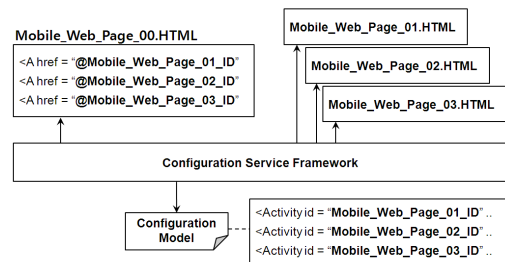 Mobile_Web_Page_00.HTML
<A href = “@Mobile_Web_Page_01_ID”
<A href = “@Mobile_Web_Page_02_ID”
<A href = “@Mobile_Web_Page_03_ID”
Mobile_Web_Page_01.HTML
Mobile_Web_Page_02.HTML
Mobile_Web_Page_03.HTML
Configuration Service Framework
Configuration
Model
<Activity id = “Mobile_Web_Page_01_ID” ..
<Activity id = “Mobile_Web_Page_02_ID” ..
<Activity id = “Mobile_Web_Page_03_ID” ..